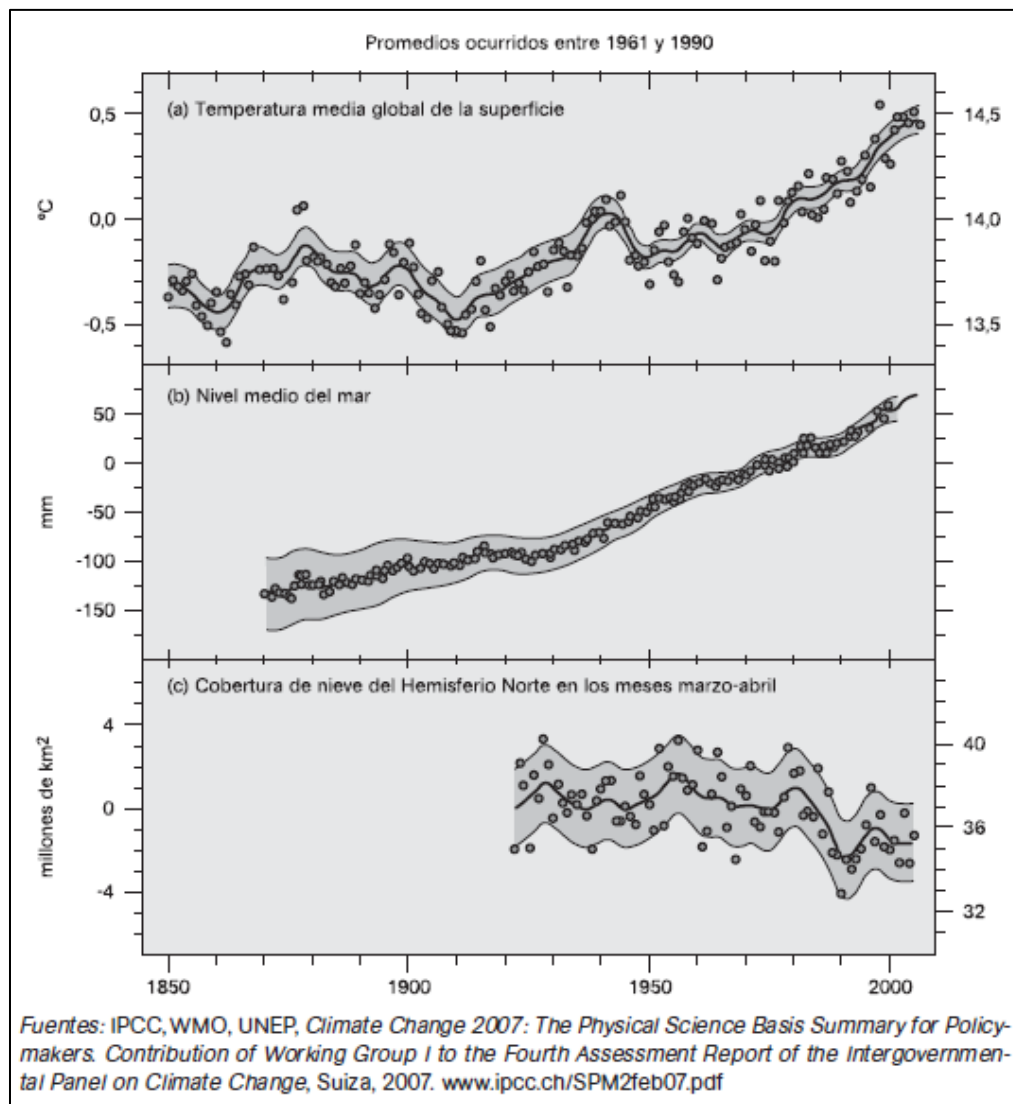 Promedios ocurridos entre 1961 y 1990
(a) Temperatura media global de la superficie
0,5
0,0
-0,5
ºC
14,5
14,0
13,5
(b) Nivel medio del mar
50
0
-50
-100
-150
mm
(c) Cobertura de nieve del Hemisferio Norte en los meses marzo-abril
4
0
-4
millones de km²
40
36
32
1850 1900 1950 2000
Fuentes: IPCC, WMO, UNEP, Climate Change 2007: The Physical Science Basis Summary for Policy-
makers. Contribution of Working Group I to the Fourth Assessment Report of the Intergovernmen-
tal Panel on Climate Change, Suiza, 2007. www.ipcc.ch/SPM2feb07.pdf